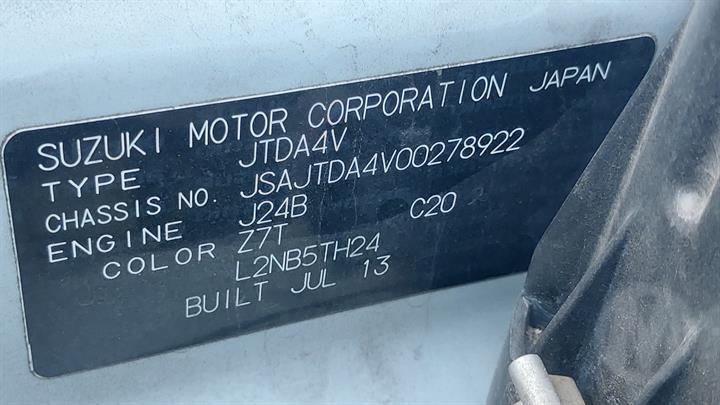 SUZUKI MOTOR CORPORATION JAPAN
TYPE JTDA4V
CHASSIS NO. JSAJTDA4V00278922
ENGINE J24B C20
COLOR Z7T
L2NB5TH24
BUILT JUL 13